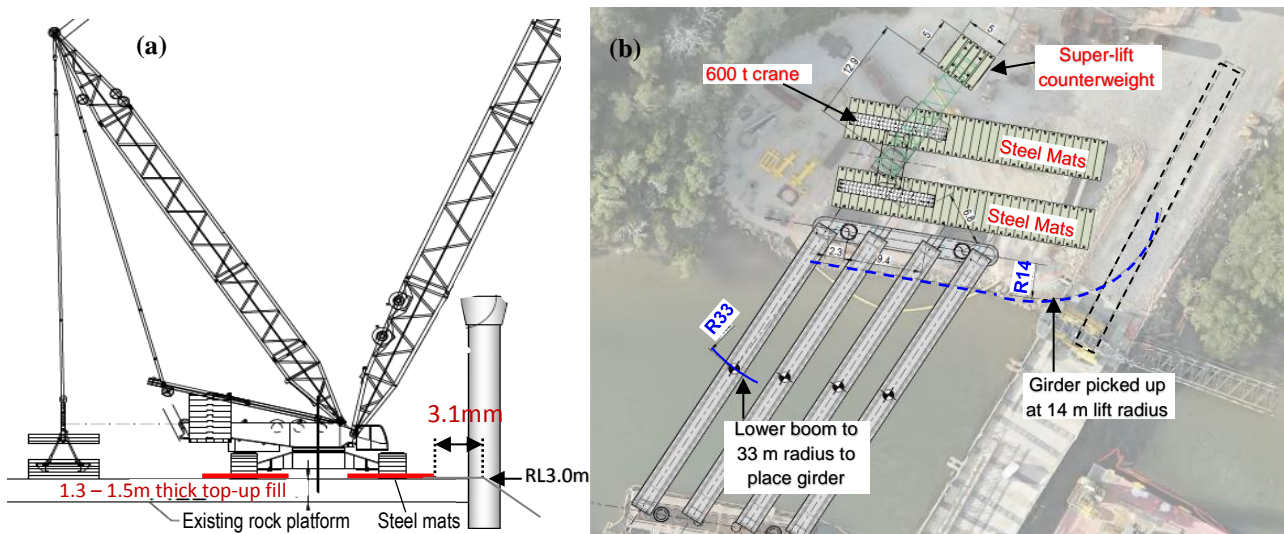 (a)
3.1mm
RL3.0m
1.3 – 1.5m thick top-up fill
Existing rock platform
Steel mats
(b)
5
5
12.9
600 t crane
Super-lift
counterweight
Steel Mats
Steel Mats
6.8
2.3
9.4
R14
R33
Girder picked up
at 14 m lift radius
Lower boom to
33 m radius to
place girder